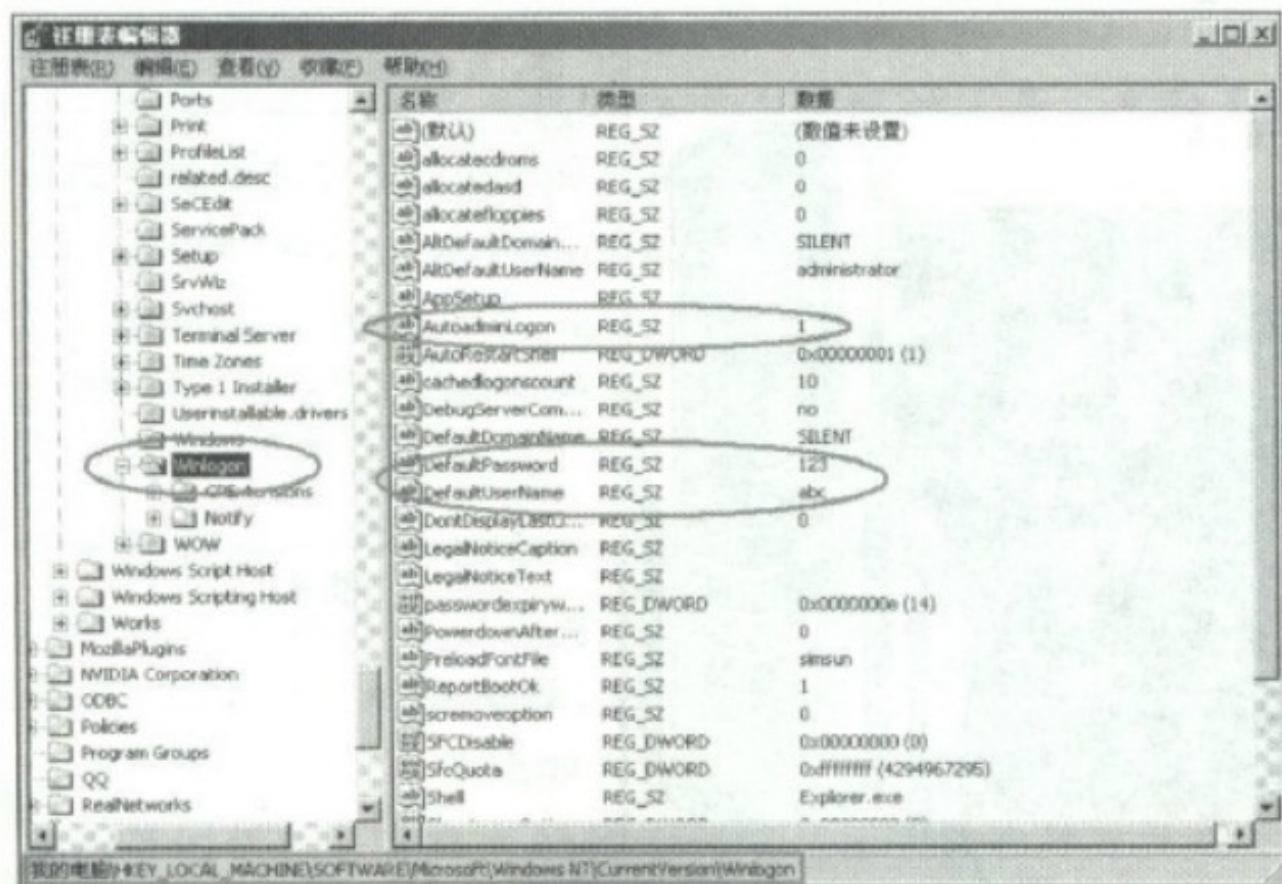 注册表编辑器
注册表(R) 编辑(E) 查看(V) 收藏(F) 帮助(H)
Ports
Print
ProfileList
related.desc
SeCEdit
ServicePack
Setup
SrvWiz
Svchost
Terminal Server
Time Zones
Type 1 Installer
Userinstallable.drivers
Windows
Winlogon
GPExtensions
Notify
WOW
Windows Script Host
Windows Scripting Host
Works
MozillaPlugins
NVIDIA Corporation
ODBC
Policies
Program Groups
QQ
RealNetworks
名称 类型 数据
(默认) REG_SZ (数值未设置)
allocatecdroms REG_SZ 0
allocatedasd REG_SZ 0
allocatefloppies REG_SZ 0
AltDefaultDomain... REG_SZ SILENT
AltDefaultUserName REG_SZ administrator
AppSetup REG_SZ
AutoadminLogon REG_SZ 1
AutoRestartShell REG_DWORD 0x00000001 (1)
cachedlogonscount REG_SZ 10
DebugServerCom... REG_SZ no
DefaultDomainName REG_SZ SILENT
DefaultPassword REG_SZ 123
DefaultUserName REG_SZ abc
DontDisplayLastU... REG_SZ 0
LegalNoticeCaption REG_SZ
LegalNoticeText REG_SZ
passwordexpiryw... REG_DWORD 0x0000000e (14)
PowerdownAfter... REG_SZ 0
PreloadFontFile REG_SZ simsun
ReportBootOk REG_SZ 1
scremoveoption REG_SZ 0
SFCDisable REG_DWORD 0x00000000 (0)
SfcQuota REG_DWORD 0xffffffff (4294967295)
Shell REG_SZ Explorer.exe
我的电脑\HKEY_LOCAL_MACHINE\SOFTWARE\Microsoft\Windows NT\CurrentVersion\Winlogon